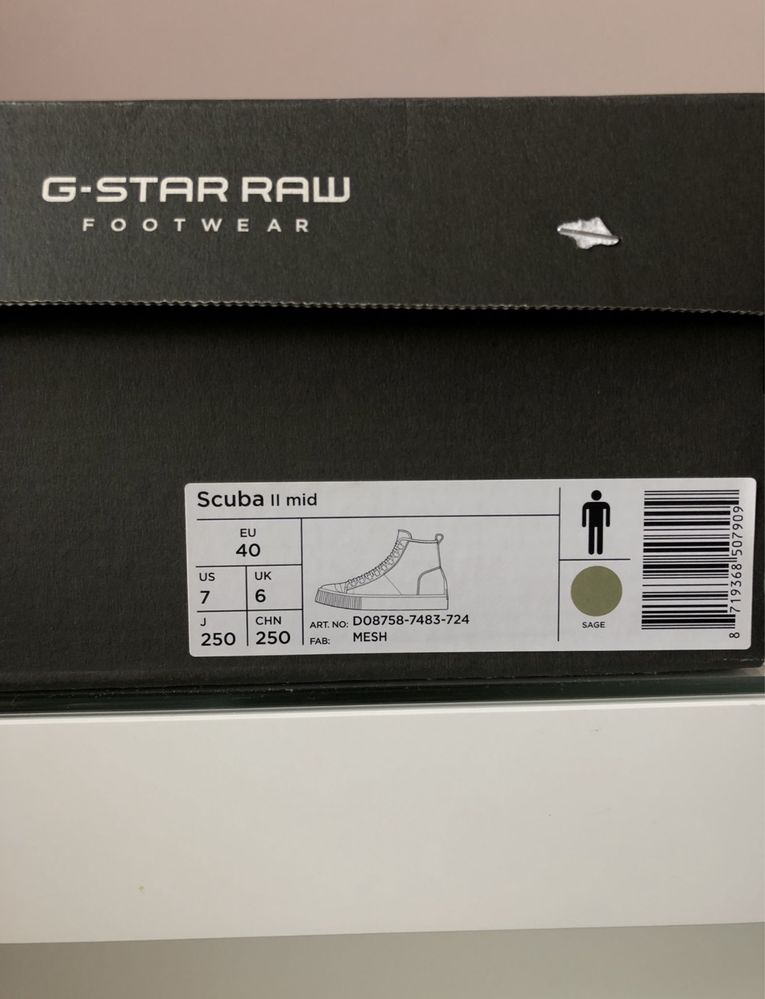 G-STAR RAW
FOOTWEAR
Scuba II mid
EU
40
US
7
UK
6
J
250
CHN
250
ART. NO: D08758-7483-724
FAB: MESH
SAGE
8 719368 507909